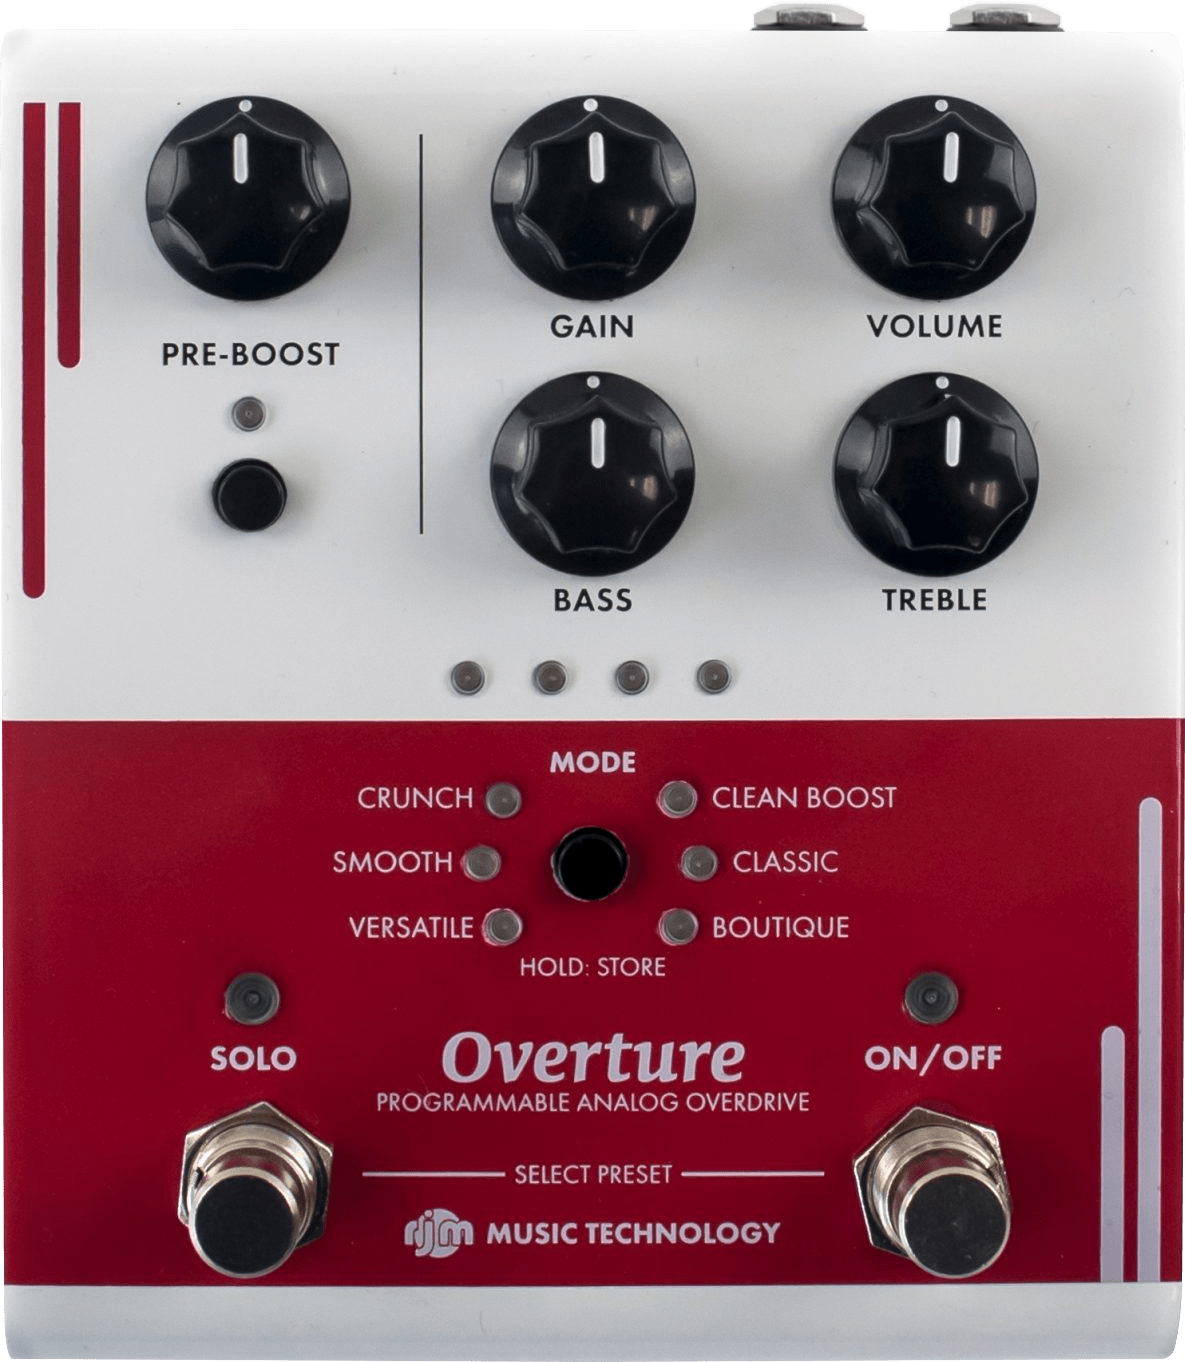 GAIN
VOLUME
PRE-BOOST
BASS
TREBLE
MODE
CRUNCH
CLEAN BOOST
SMOOTH
CLASSIC
VERSATILE
BOUTIQUE
HOLD: STORE
SOLO
Overture
ON/OFF
PROGRAMMABLE ANALOG OVERDRIVE
SELECT PRESET
rjm MUSIC TECHNOLOGY